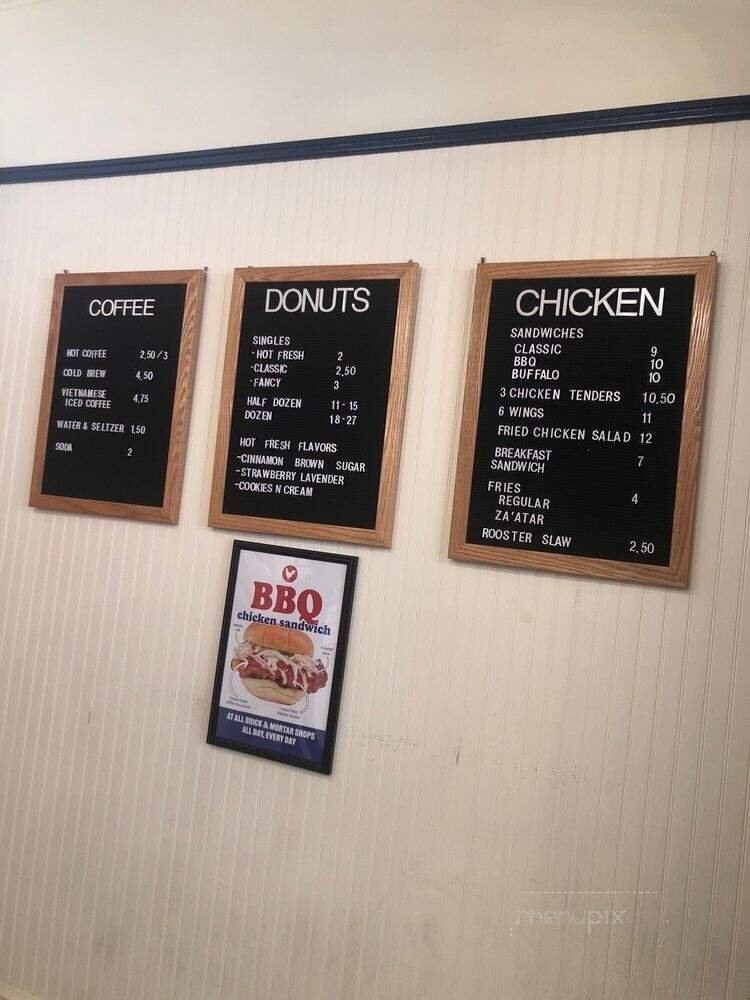 COFFEE
HOT COFFEE 2.50/3
COLD BREW 4.50
VIETNAMESE
ICED COFFEE 4.75
WATER & SELTZER 1.50
SODA 2
DONUTS
SINGLES
-HOT FRESH 2
-CLASSIC 2.50
-FANCY 3
HALF DOZEN 11-15
DOZEN 18-27
HOT FRESH FLAVORS
-CINNAMON BROWN SUGAR
-STRAWBERRY LAVENDER
-COOKIES N CREAM
CHICKEN
SANDWICHES
CLASSIC 9
BBQ 10
BUFFALO 10
3 CHICKEN TENDERS 10.50
6 WINGS 11
FRIED CHICKEN SALAD 12
BREAKFAST
SANDWICH 7
FRIES
REGULAR 4
ZA'ATAR
ROOSTER SLAW 2.50
BBQ
chicken sandwich
AT ALL BRICK & MORTAR SHOPS
ALL DAY, EVERY DAY
menupix